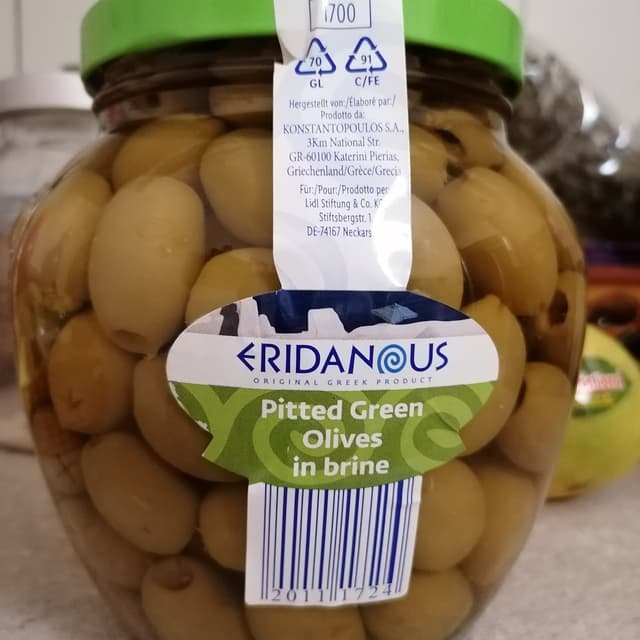 1700
70 91
GL C/FE
Hergestellt von:/Élaboré par:/
Prodotto da:
KONSTANTOPOULOS S.A.,
3Km National Str.
GR-60100 Katerini Pierias,
Griechenland/Grèce/Grecia
Für:/Pour:/Prodotto per
Lidl Stiftung & Co.
Stiftsbergstr. 1
DE-74167
ERIDANOUS
ORIGINAL GREEK PRODUCT
Pitted Green
Olives
in brine
20111724